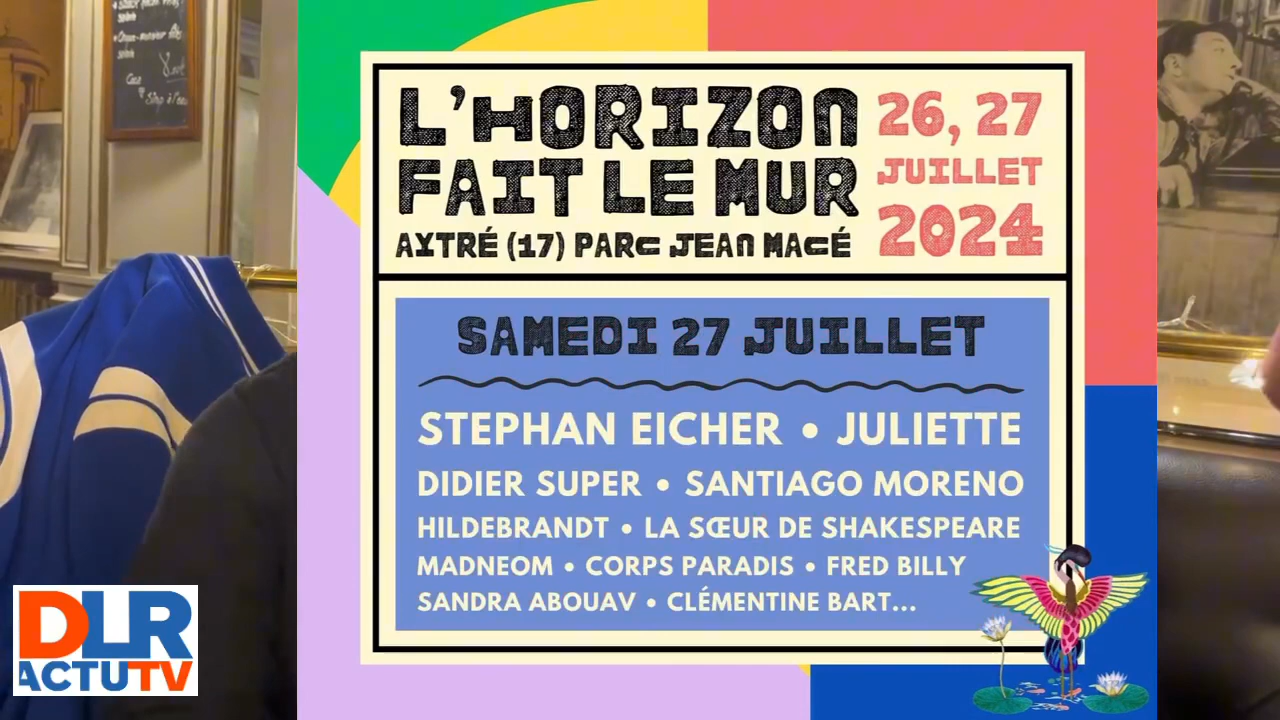 L'HORIZON
FAIT LE MUR
AYTRÉ (17) PARC JEAN MACÉ
26, 27
JUILLET
2024
SAMEDI 27 JUILLET
STEPHAN EICHER • JULIETTE
DIDIER SUPER • SANTIAGO MORENO
HILDEBRANDT • LA SŒUR DE SHAKESPEARE
MADNEOM • CORPS PARADIS • FRED BILLY
SANDRA ABOUAV • CLÉMENTINE BART...
DLR
ACTUTV